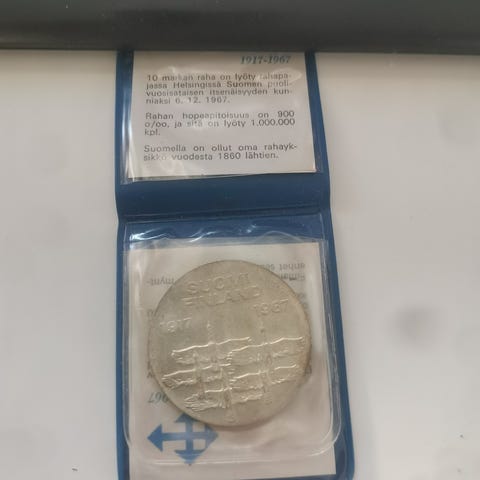 1917-1967
10 markan raha on lyöty rahapa-
jassa Helsingissä Suomen puoli-
vuosisataisen itsenäisyyden kun-
niaksi 6. 12. 1967.
Rahan hopeapitoisuus on 900
o/oo, ja sitä on lyöty 1.000.000
kpl.
Suomella on ollut oma rahayk-
sikkö vuodesta 1860 lähtien.
SUOMI
FINLAND
1917 1967